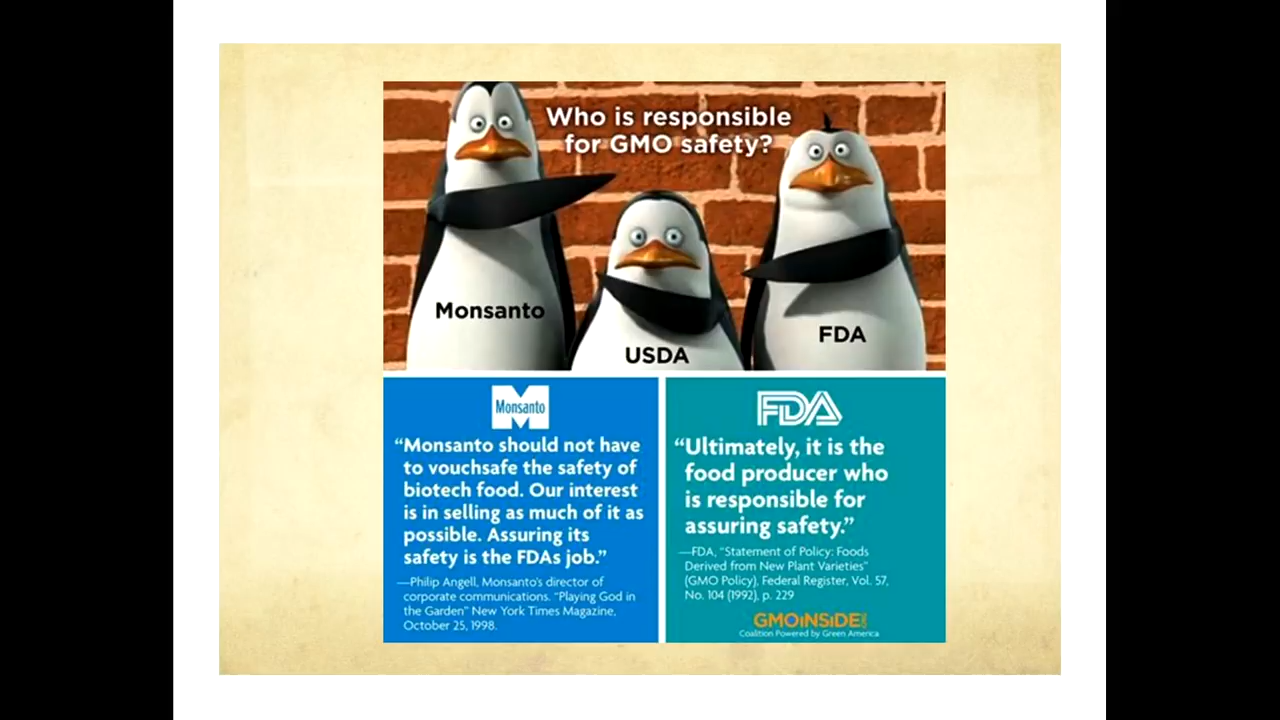 Who is responsible
for GMO safety?
Monsanto
USDA
FDA
Monsanto
“Monsanto should not have
to vouchsafe the safety of
biotech food. Our interest
is in selling as much of it as
possible. Assuring its
safety is the FDAs job.”
—Philip Angell, Monsanto's director of
corporate communications. “Playing God in
the Garden” New York Times Magazine,
October 25, 1998.
FDA
“Ultimately, it is the
food producer who
is responsible for
assuring safety.”
—FDA, “Statement of Policy: Foods
Derived from New Plant Varieties”
(GMO Policy), Federal Register, Vol. 57,
No. 104 (1992), p. 229
GMOINSIDE
Coalition Powered by Green America